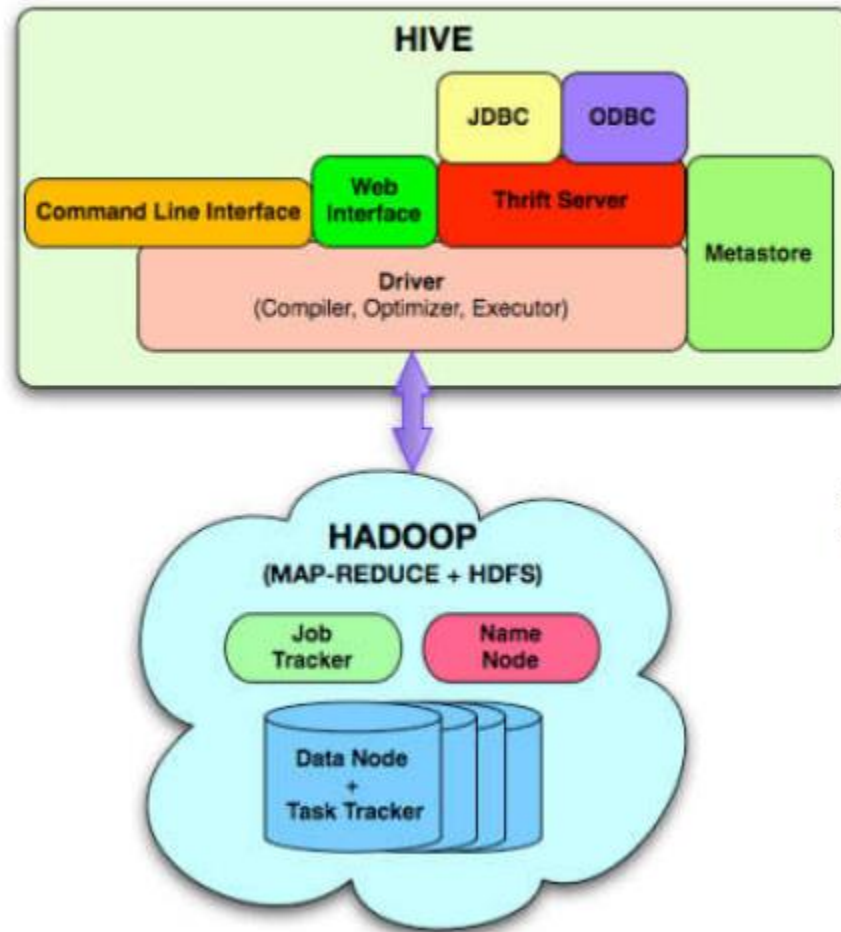 HIVE
JDBC
ODBC
Command Line Interface
Web
Interface
Thrift Server
Metastore
Driver
(Compiler, Optimizer, Executor)
HADOOP
(MAP-REDUCE + HDFS)
Job
Tracker
Name
Node
Data Node
+
Task Tracker